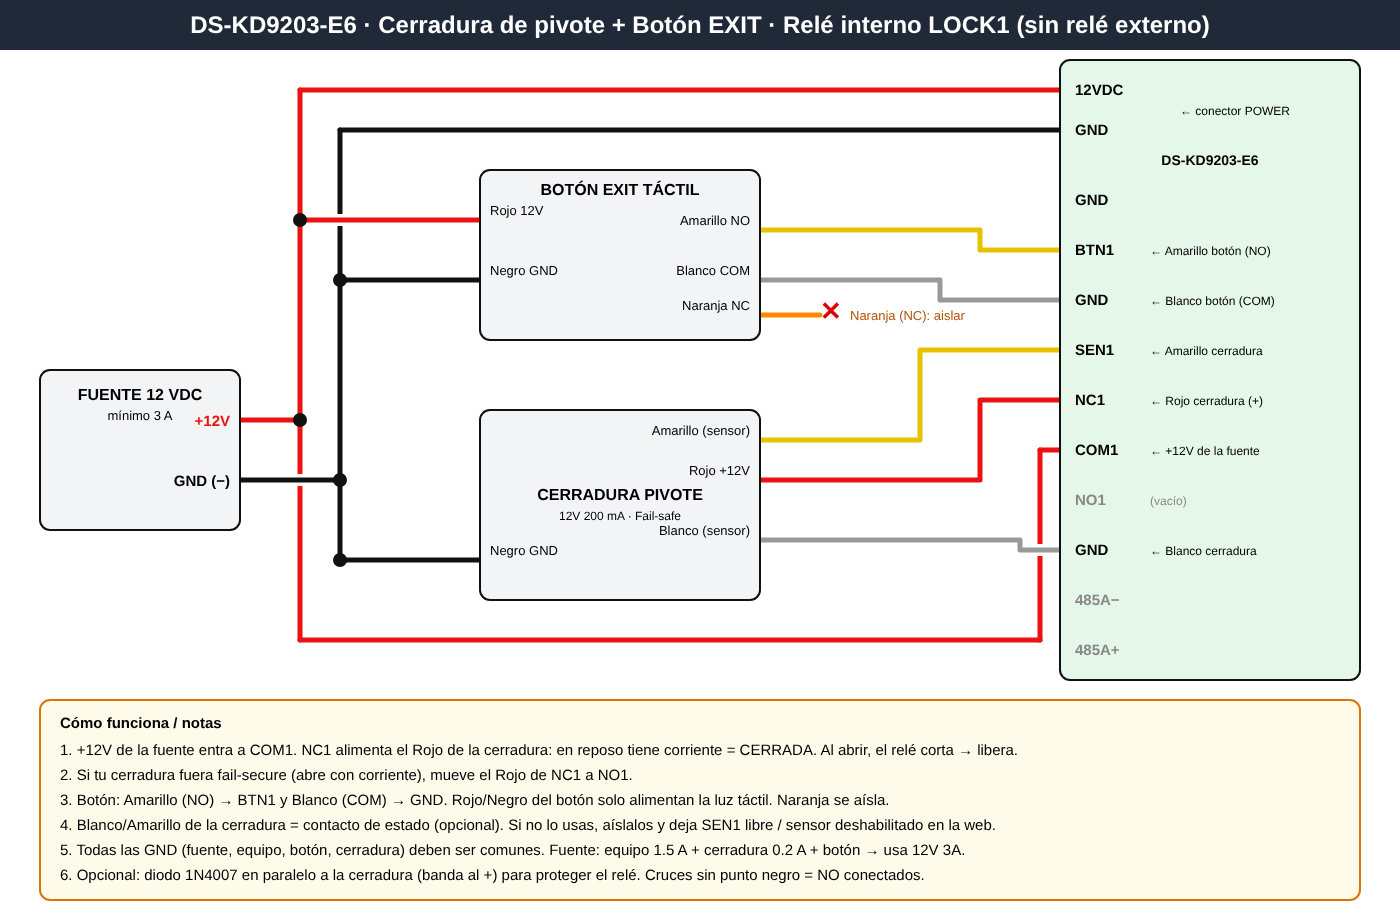 DS-KD9203-E6 · Cerradura de pivote + Botón EXIT · Relé interno LOCK1 (sin relé externo)
12VDC
← conector POWER
GND
DS-KD9203-E6
GND
BTN1
← Amarillo botón (NO)
GND
← Blanco botón (COM)
SEN1
← Amarillo cerradura
NC1
← Rojo cerradura (+)
COM1
← +12V de la fuente
NO1
(vacío)
GND
← Blanco cerradura
485A−
485A+
BOTÓN EXIT TÁCTIL
Rojo 12V
Amarillo NO
Negro GND
Blanco COM
Naranja NC
Naranja (NC): aislar
FUENTE 12 VDC
mínimo 3 A
+12V
GND (−)
Amarillo (sensor)
Rojo +12V
CERRADURA PIVOTE
12V 200 mA · Fail-safe
Blanco (sensor)
Negro GND
Cómo funciona / notas
1. +12V de la fuente entra a COM1. NC1 alimenta el Rojo de la cerradura: en reposo tiene corriente = CERRADA. Al abrir, el relé corta → libera.
2. Si tu cerradura fuera fail-secure (abre con corriente), mueve el Rojo de NC1 a NO1.
3. Botón: Amarillo (NO) → BTN1 y Blanco (COM) → GND. Rojo/Negro del botón solo alimentan la luz táctil. Naranja se aísla.
4. Blanco/Amarillo de la cerradura = contacto de estado (opcional). Si no lo usas, aíslalos y deja SEN1 libre / sensor deshabilitado en la web.
5. Todas las GND (fuente, equipo, botón, cerradura) deben ser comunes. Fuente: equipo 1.5 A + cerradura 0.2 A + botón → usa 12V 3A.
6. Opcional: diodo 1N4007 en paralelo a la cerradura (banda al +) para proteger el relé. Cruces sin punto negro = NO conectados.